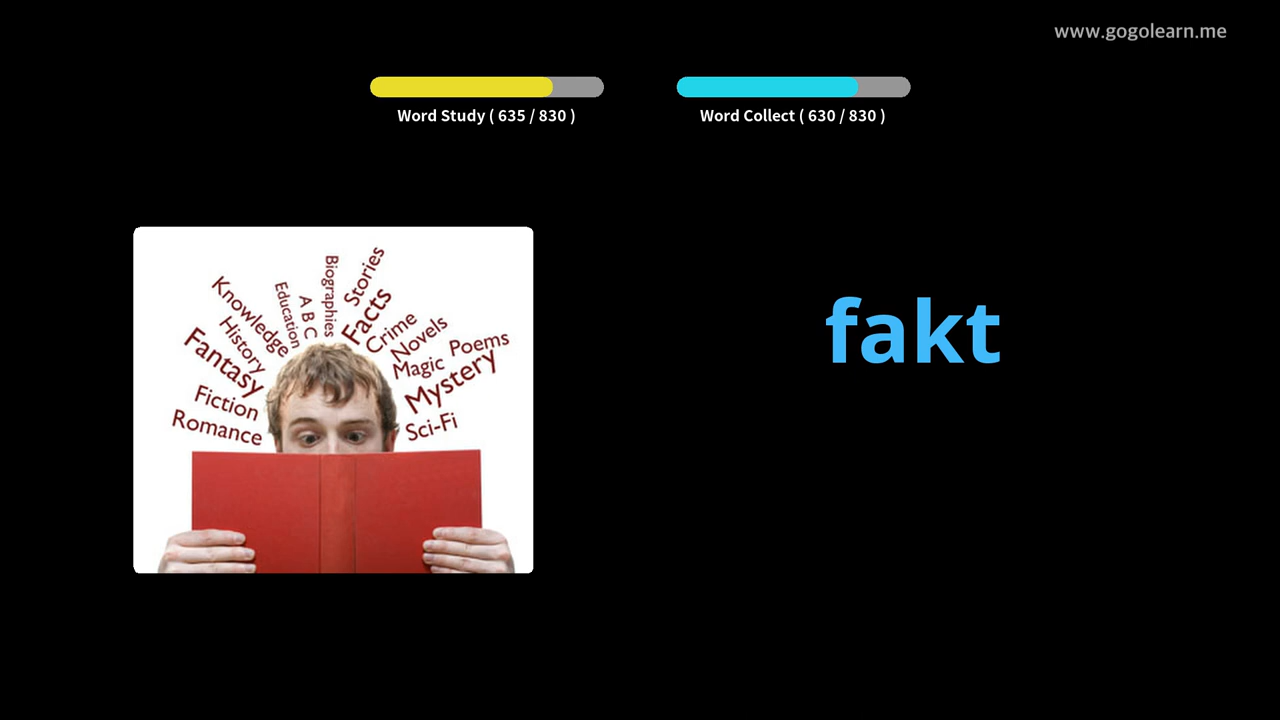 www.gogolearn.me
Word Study ( 635 / 830 )
Word Collect ( 630 / 830 )
Knowledge
Education
A B C
Biographies
Stories
Facts
Crime
Novels
Poems
History
Fantasy
Magic
Mystery
Fiction
Romance
Sci-Fi
fakt